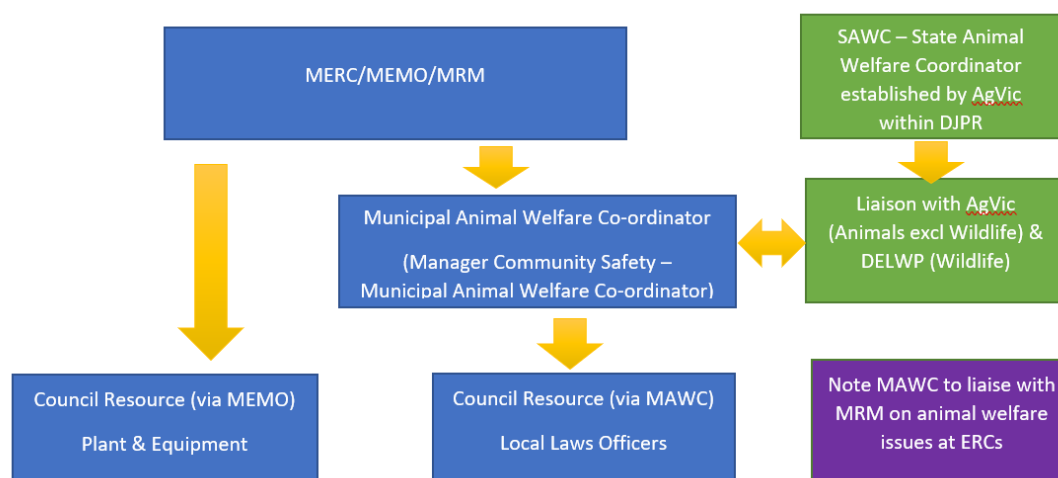 MERC/MEMO/MRM
SAWC – State Animal
Welfare Coordinator
established by AgVic
within DJPR
Municipal Animal Welfare Co-ordinator
(Manager Community Safety –
Municipal Animal Welfare Co-ordinator)
Liaison with AgVic
(Animals excl Wildlife) &
DELWP (Wildlife)
Council Resource (via MEMO)
Plant & Equipment
Council Resource (via MAWC)
Local Laws Officers
Note MAWC to liaise with
MRM on animal welfare
issues at ERCs